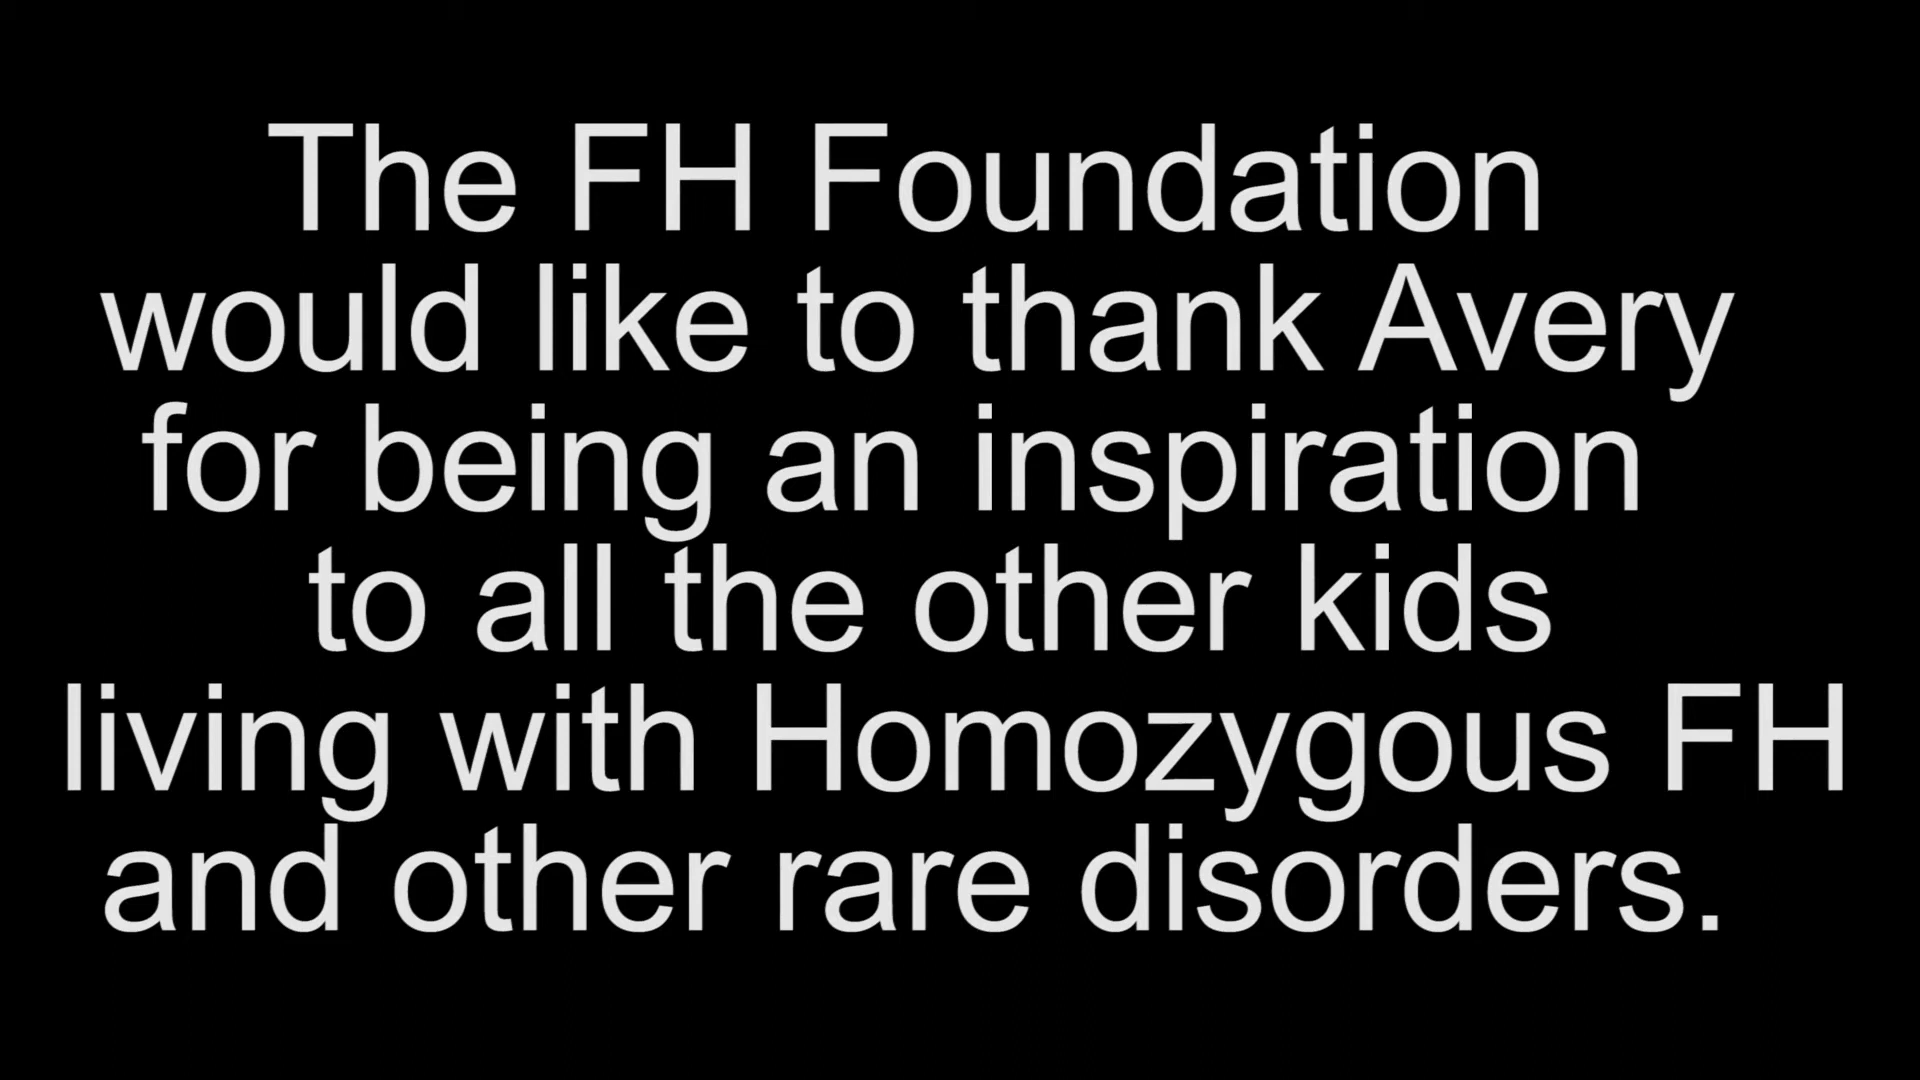 The FH Foundation
would like to thank Avery
for being an inspiration
to all the other kids
living with Homozygous FH
and other rare disorders.